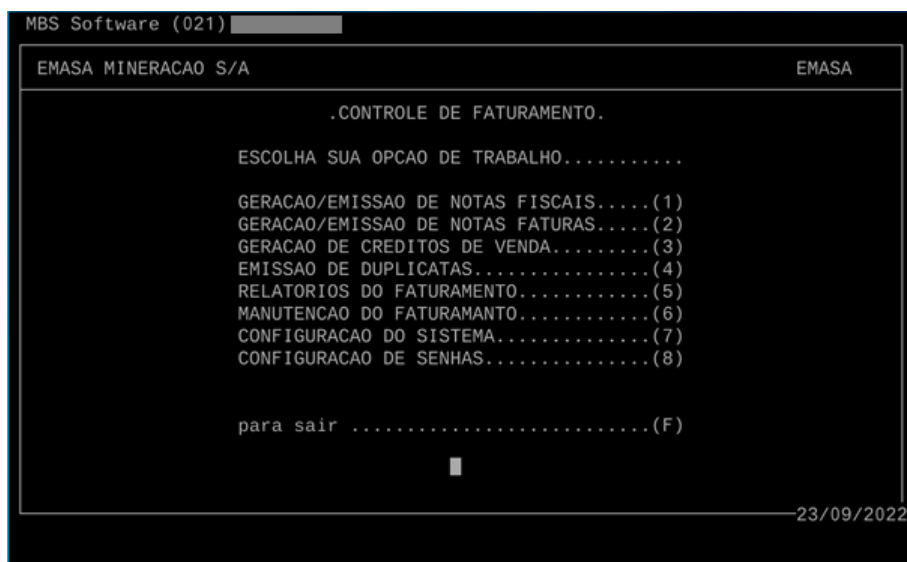 MBS Software (021)
EMASA MINERACAO S/A EMASA
.CONTROLE DE FATURAMENTO.
ESCOLHA SUA OPCAO DE TRABALHO...........
GERACAO/EMISSAO DE NOTAS FISCAIS.....(1)
GERACAO/EMISSAO DE NOTAS FATURAS.....(2)
GERACAO DE CREDITOS DE VENDA.........(3)
EMISSAO DE DUPLICATAS................(4)
RELATORIOS DO FATURAMENTO............(5)
MANUTENCAO DO FATURAMANTO............(6)
CONFIGURACAO DO SISTEMA..............(7)
CONFIGURACAO DE SENHAS...............(8)
para sair ...........................(F)
23/09/2022